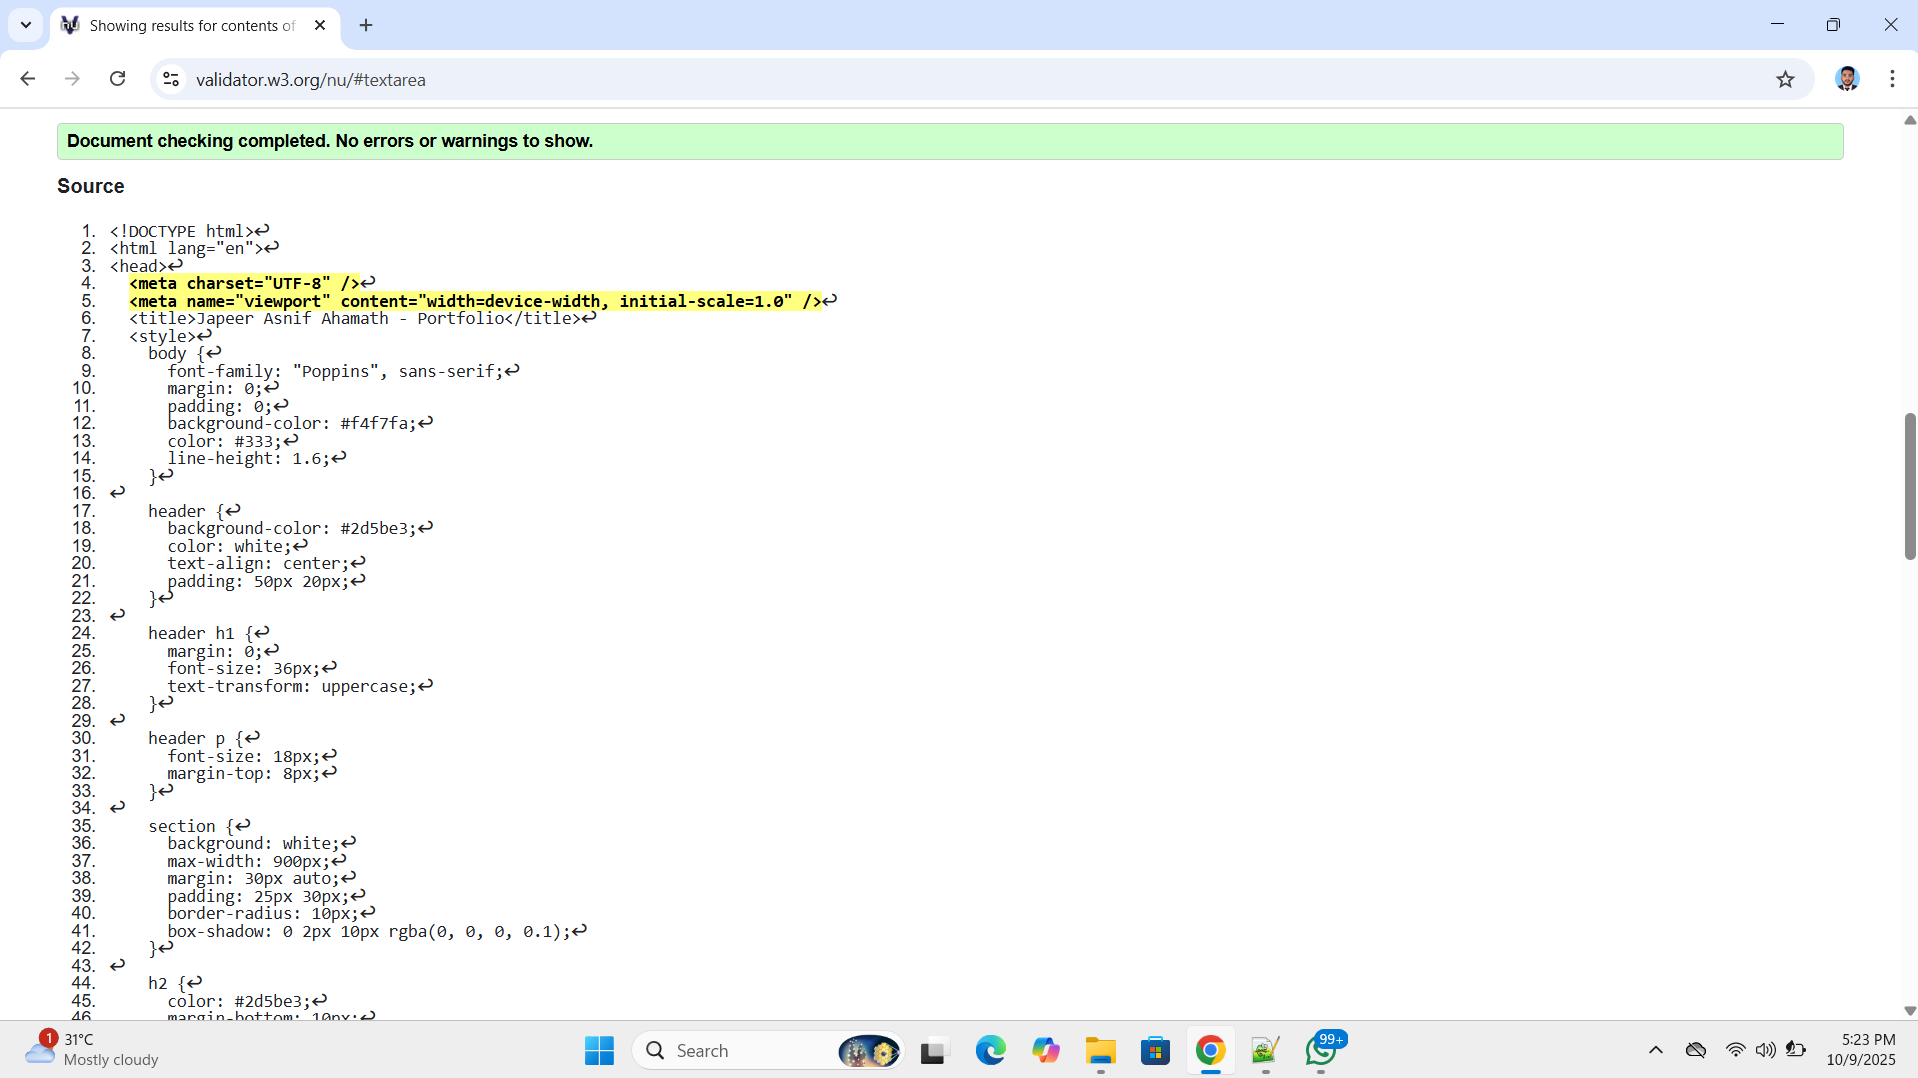 Showing results for contents of
validator.w3.org/nu/#textarea
Document checking completed. No errors or warnings to show.
Source
1. <!DOCTYPE html>↩
2. <html lang="en">↩
3. <head>↩
4. <meta charset="UTF-8" />↩
5. <meta name="viewport" content="width=device-width, initial-scale=1.0" />↩
6. <title>Japeer Asnif Ahamath - Portfolio</title>↩
7. <style>↩
8. body {↩
9. font-family: "Poppins", sans-serif;↩
10. margin: 0;↩
11. padding: 0;↩
12. background-color: #f4f7fa;↩
13. color: #333;↩
14. line-height: 1.6;↩
15. }↩
16. ↩
17. header {↩
18. background-color: #2d5be3;↩
19. color: white;↩
20. text-align: center;↩
21. padding: 50px 20px;↩
22. }↩
23. ↩
24. header h1 {↩
25. margin: 0;↩
26. font-size: 36px;↩
27. text-transform: uppercase;↩
28. }↩
29. ↩
30. header p {↩
31. font-size: 18px;↩
32. margin-top: 8px;↩
33. }↩
34. ↩
35. section {↩
36. background: white;↩
37. max-width: 900px;↩
38. margin: 30px auto;↩
39. padding: 25px 30px;↩
40. border-radius: 10px;↩
41. box-shadow: 0 2px 10px rgba(0, 0, 0, 0.1);↩
42. }↩
43. ↩
44. h2 {↩
45. color: #2d5be3;↩
46. margin-bottom: 10px;↩
1
31°C
Mostly cloudy
Search
99+
5:23 PM
10/9/2025